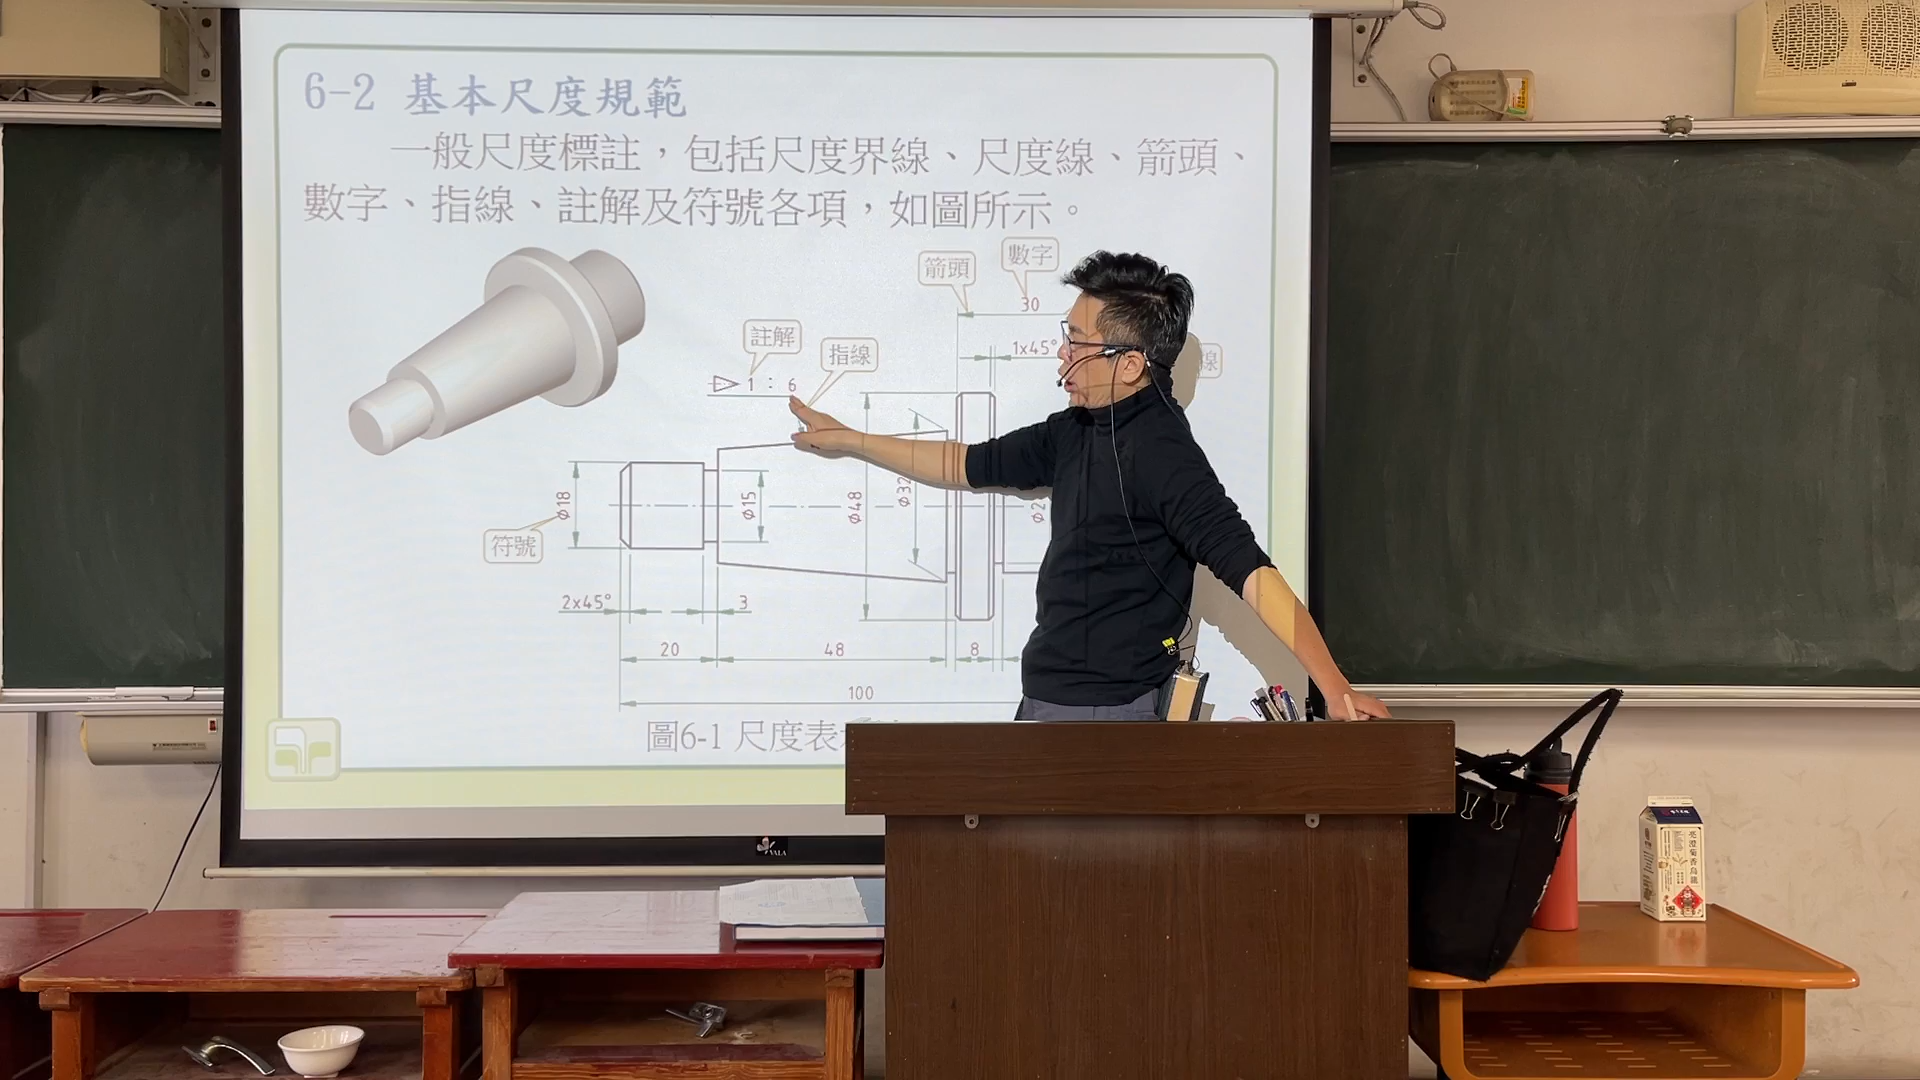 6-2 基本尺度規範
一般尺度標註，包括尺度界線、尺度線、箭頭、
數字、指線、註解及符號各項，如圖所示。
數字
箭頭
30
註解
指線
1x45°
線
1 : 6
符號
ø18
ø15
ø48
ø32
ø2
2x45°
3
20
48
8
100
圖6-1 尺度表
VALA